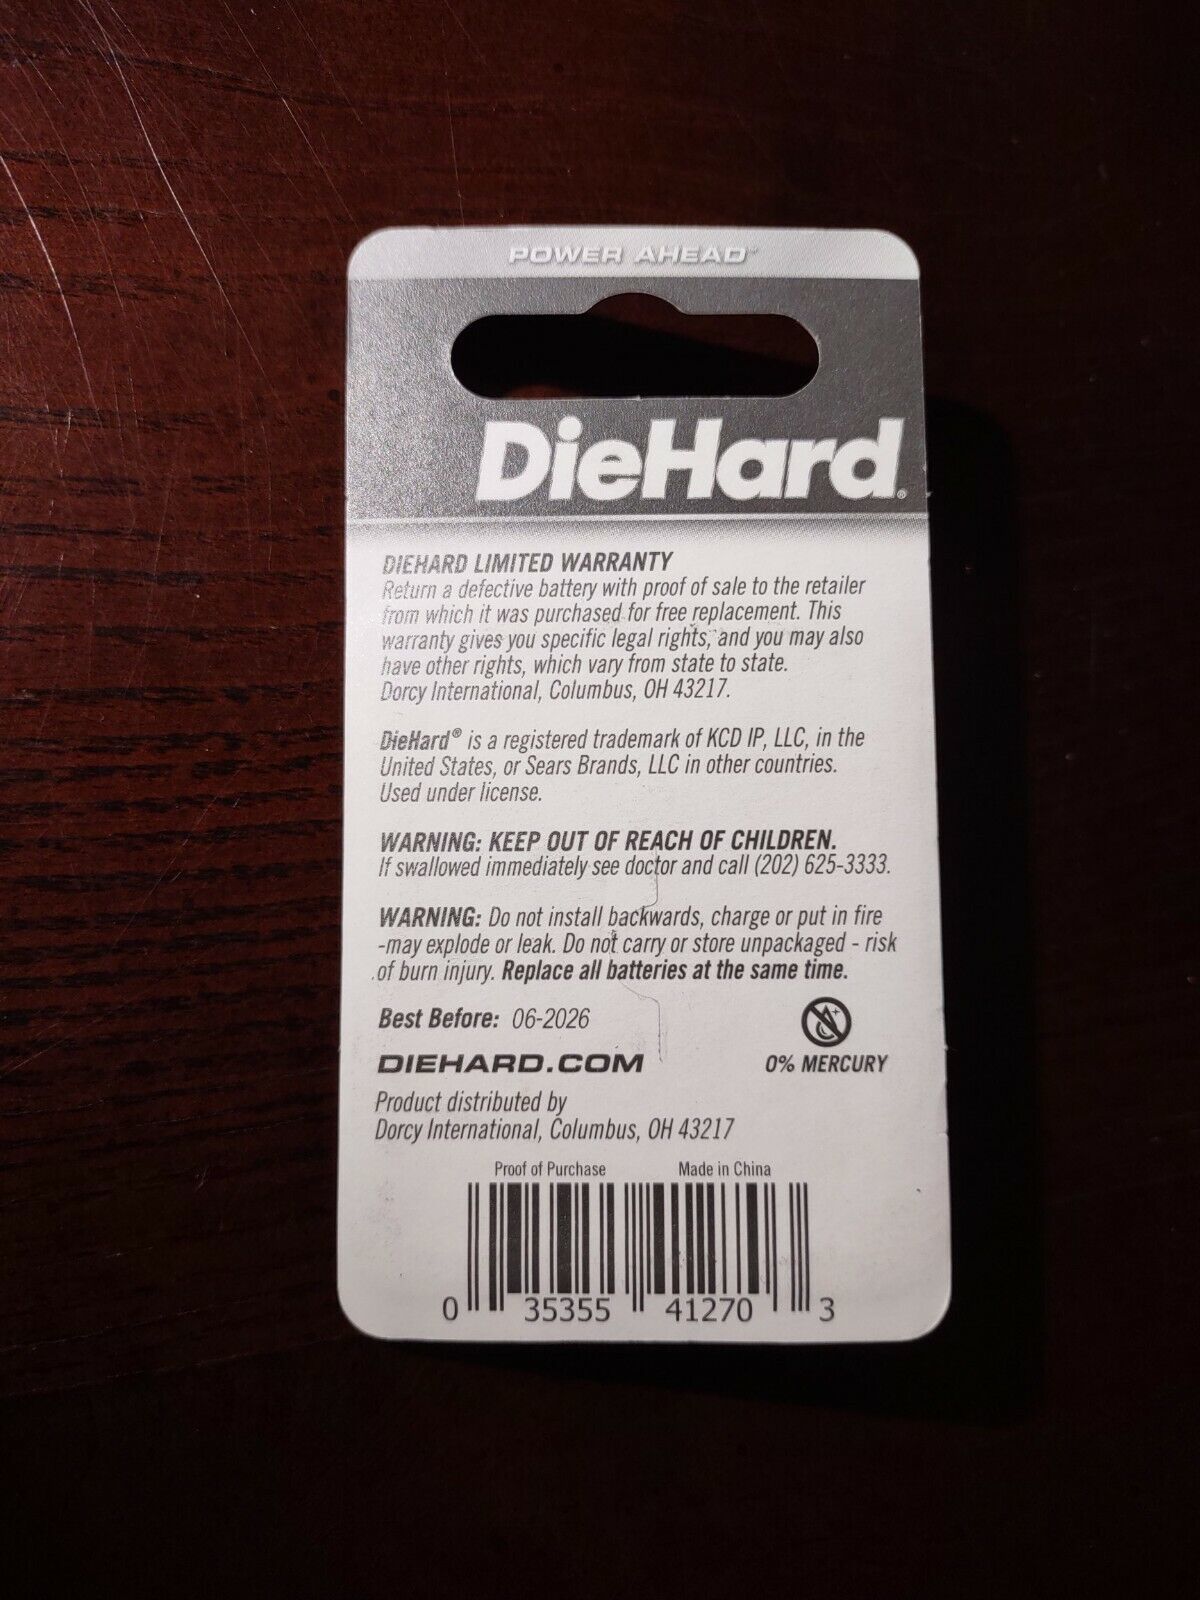 POWER AHEAD™
DieHard®
DIEHARD LIMITED WARRANTY
Return a defective battery with proof of sale to the retailer
from which it was purchased for free replacement. This
warranty gives you specific legal rights, and you may also
have other rights, which vary from state to state.
Dorcy International, Columbus, OH 43217.
DieHard® is a registered trademark of KCD IP, LLC, in the
United States, or Sears Brands, LLC in other countries.
Used under license.
WARNING: KEEP OUT OF REACH OF CHILDREN.
If swallowed immediately see doctor and call (202) 625-3333.
WARNING: Do not install backwards, charge or put in fire
-may explode or leak. Do not carry or store unpackaged - risk
of burn injury. Replace all batteries at the same time.
Best Before: 06-2026
DIEHARD.COM
0% MERCURY
Product distributed by
Dorcy International, Columbus, OH 43217
Proof of Purchase Made in China
0 35355 41270 3